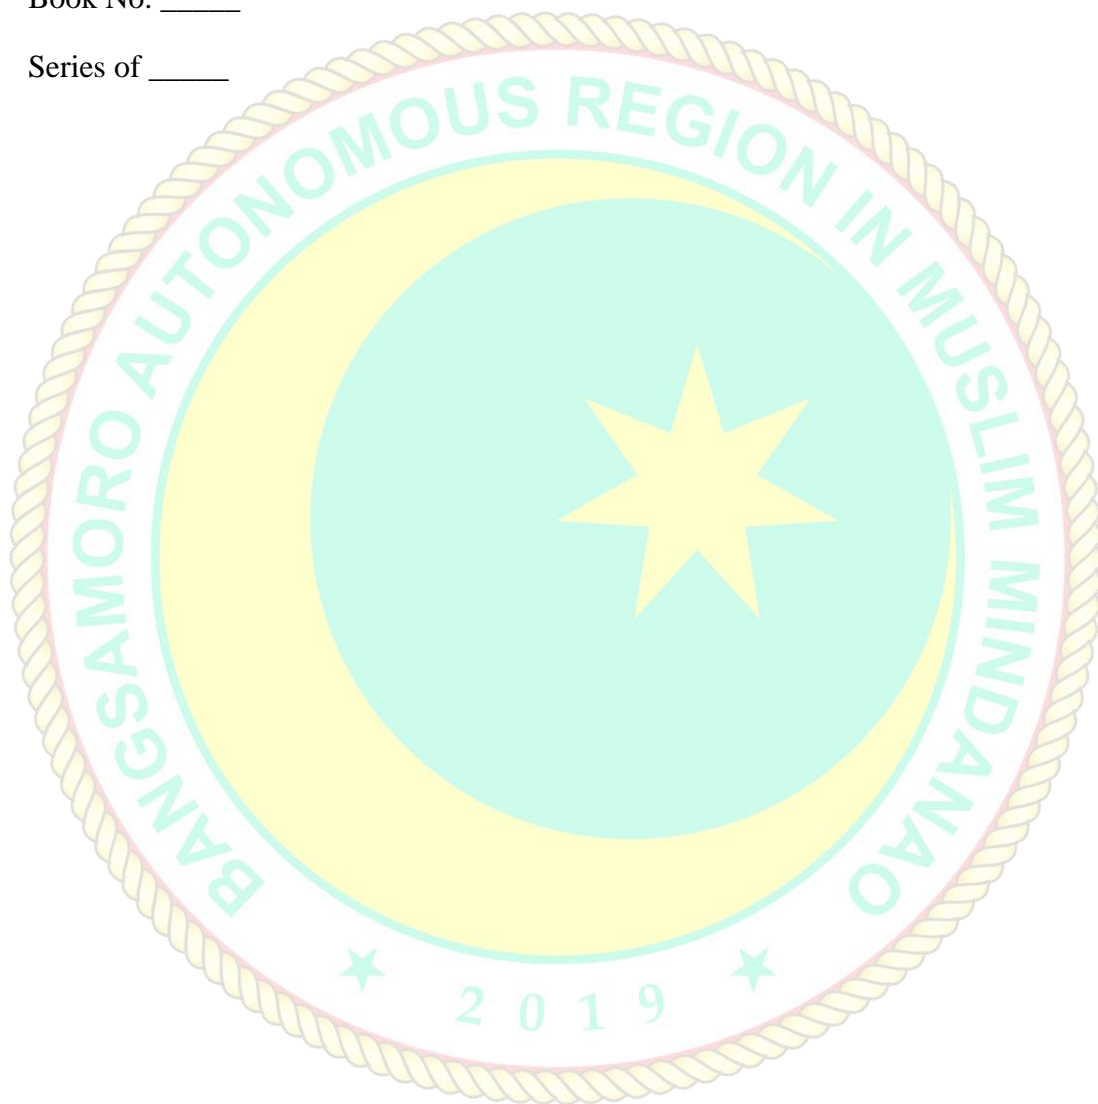 Book No. _____
Series of _____
BANGSAMORO AUTONOMOUS REGION IN MUSLIM MINDANAO
2019